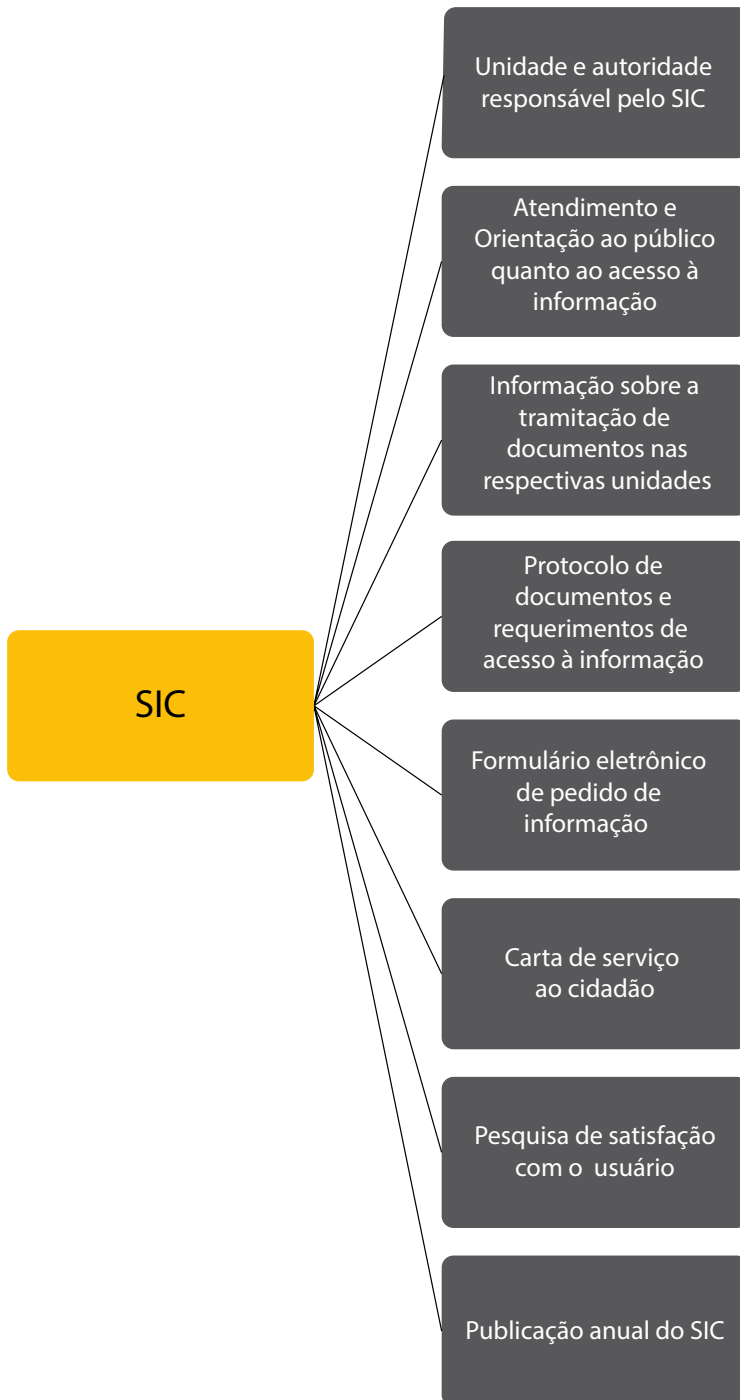 Unidade e autoridade
responsável pelo SIC
Atendimento e
Orientação ao público
quanto ao acesso à
informação
Informação sobre a
tramitação de
documentos nas
respectivas unidades
Protocolo de
documentos e
requerimentos de
acesso à informação
SIC
Formulário eletrônico
de pedido de
informação
Carta de serviço
ao cidadão
Pesquisa de satisfação
com o usuário
Publicação anual do SIC